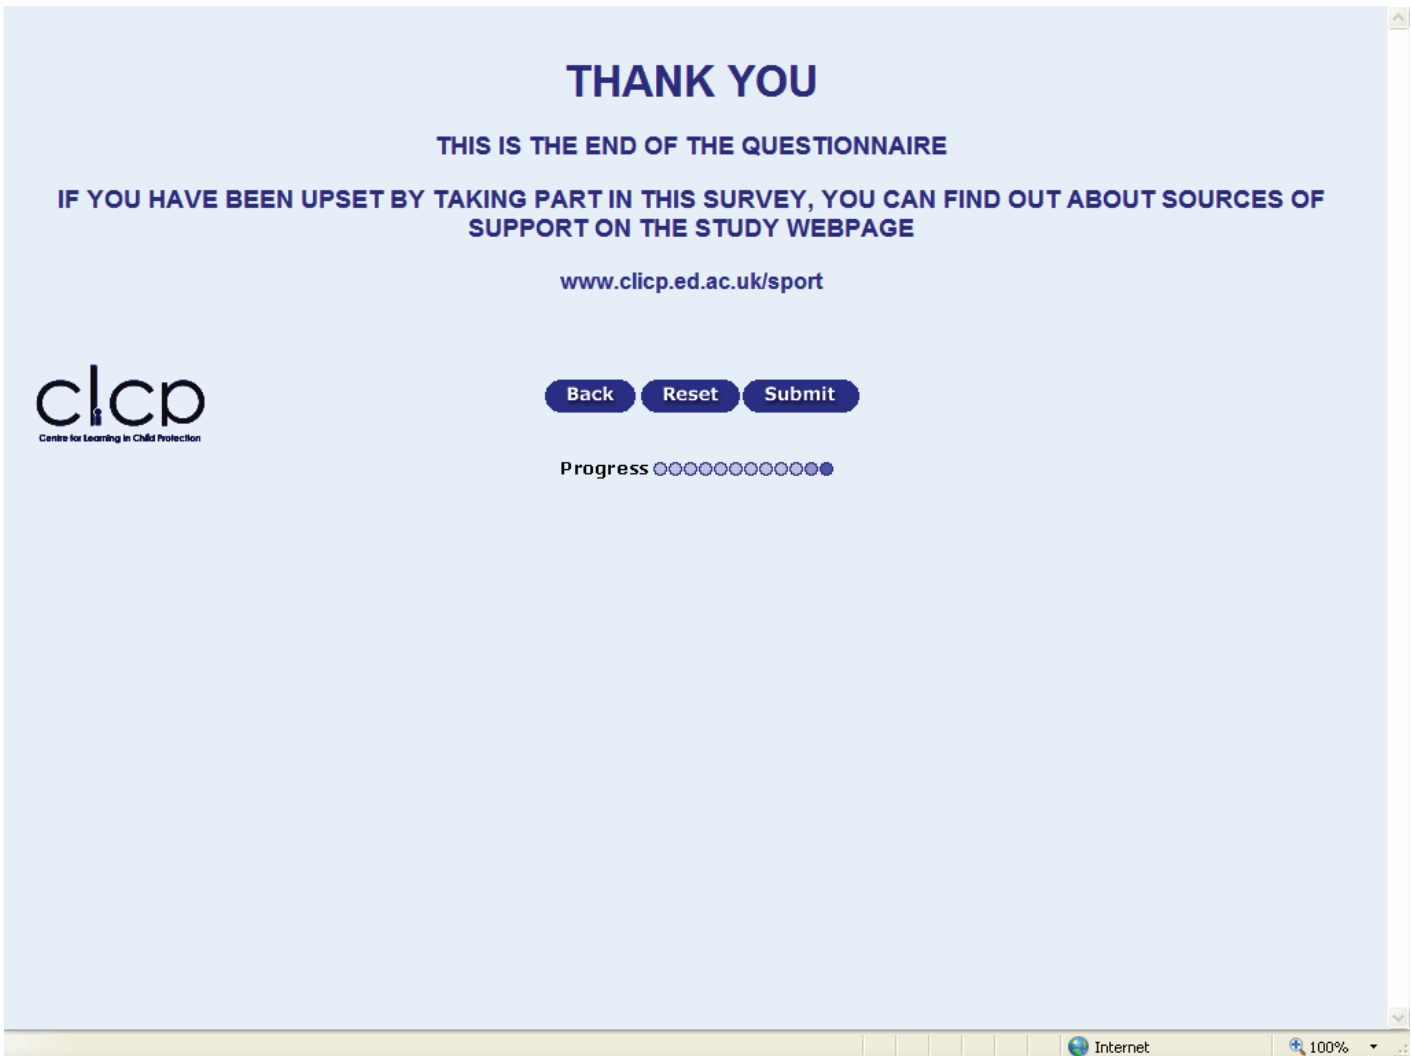 THANK YOU
THIS IS THE END OF THE QUESTIONNAIRE
IF YOU HAVE BEEN UPSET BY TAKING PART IN THIS SURVEY, YOU CAN FIND OUT ABOUT SOURCES OF
SUPPORT ON THE STUDY WEBPAGE
www.clicp.ed.ac.uk/sport
clicp
Centre for Learning in Child Protection
Back Reset Submit
Progress
Internet 100%